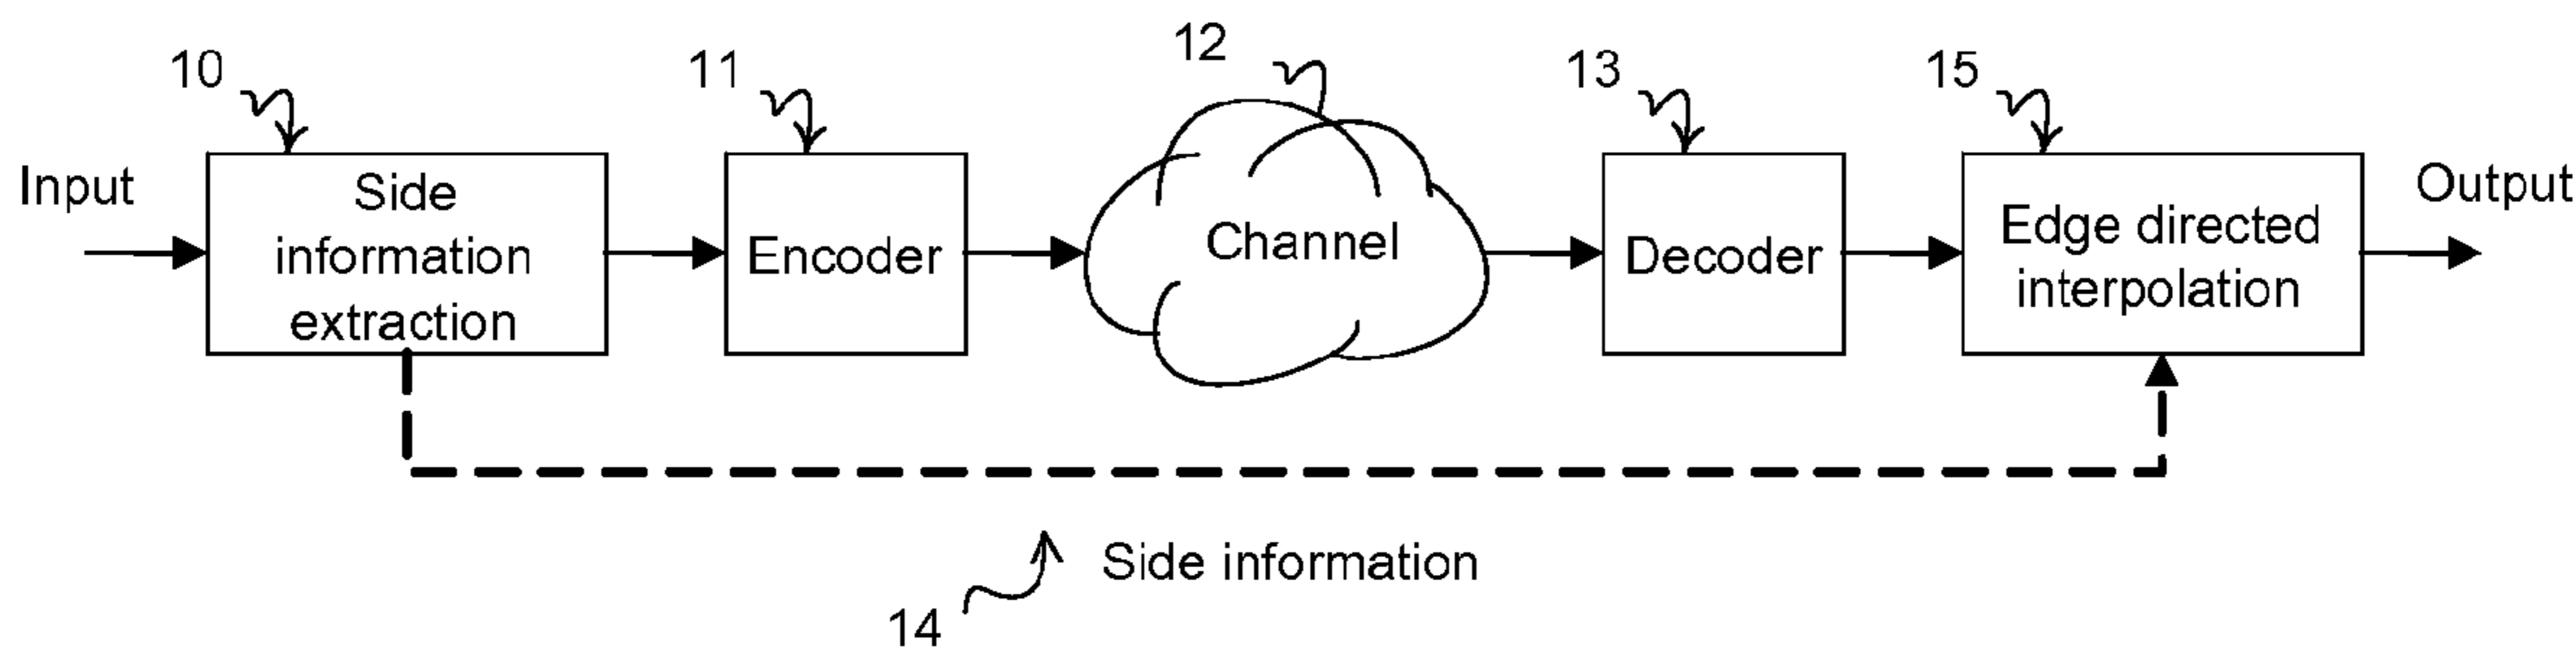 10
11
12
13
15
Input
Side
information
extraction
Encoder
Channel
Decoder
Edge directed
interpolation
Output
Side information
14